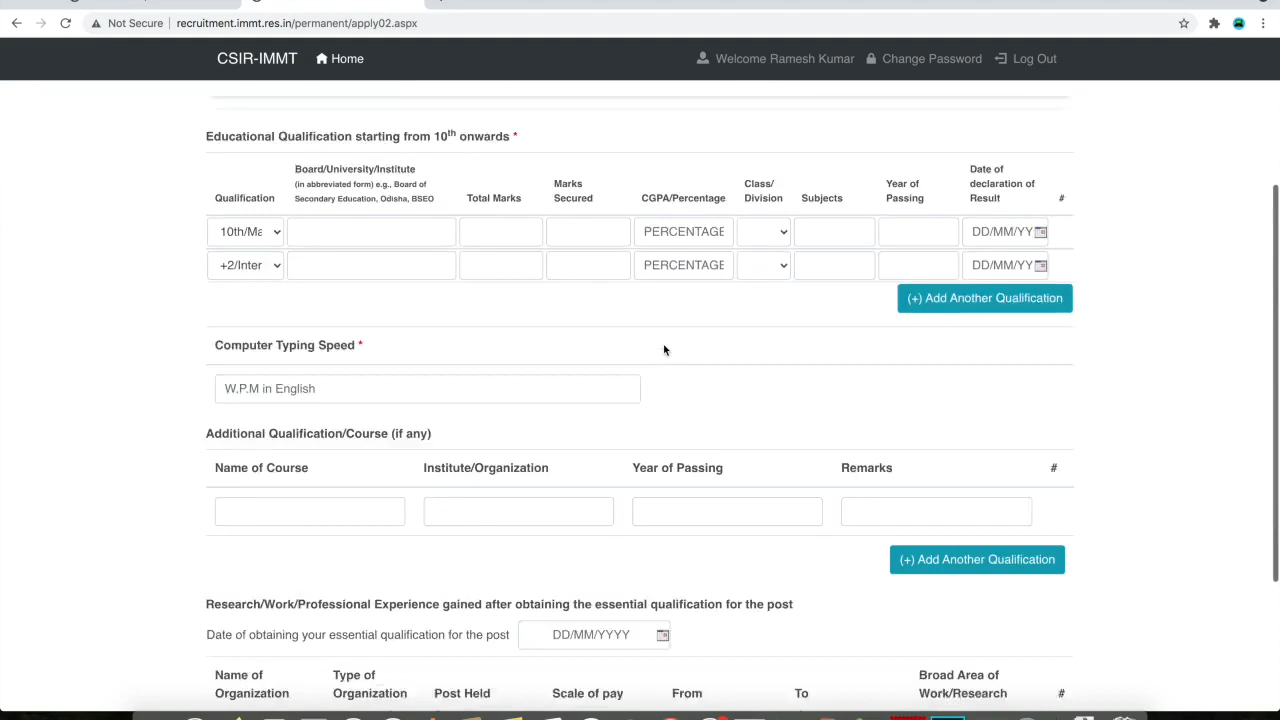 Not Secure recruitment.immt.res.in/permanent/apply02.aspx
CSIR-IMMT Home Welcome Ramesh Kumar Change Password Log Out
Educational Qualification starting from 10th onwards *
Qualification
Board/University/Institute
(in abbreviated form) e.g., Board of
Secondary Education, Odisha, BSEO
Total Marks
Marks
Secured
CGPA/Percentage
Class/
Division
Subjects
Year of
Passing
Date of
declaration of
Result
#
10th/Ma PERCENTAGE DD/MM/YY
+2/Inter PERCENTAGE DD/MM/YY
(+) Add Another Qualification
Computer Typing Speed *
W.P.M in English
Additional Qualification/Course (if any)
Name of Course Institute/Organization Year of Passing Remarks #
(+) Add Another Qualification
Research/Work/Professional Experience gained after obtaining the essential qualification for the post
Date of obtaining your essential qualification for the post DD/MM/YYYY
Name of
Organization
Type of
Organization
Post Held
Scale of pay
From
To
Broad Area of
Work/Research
#